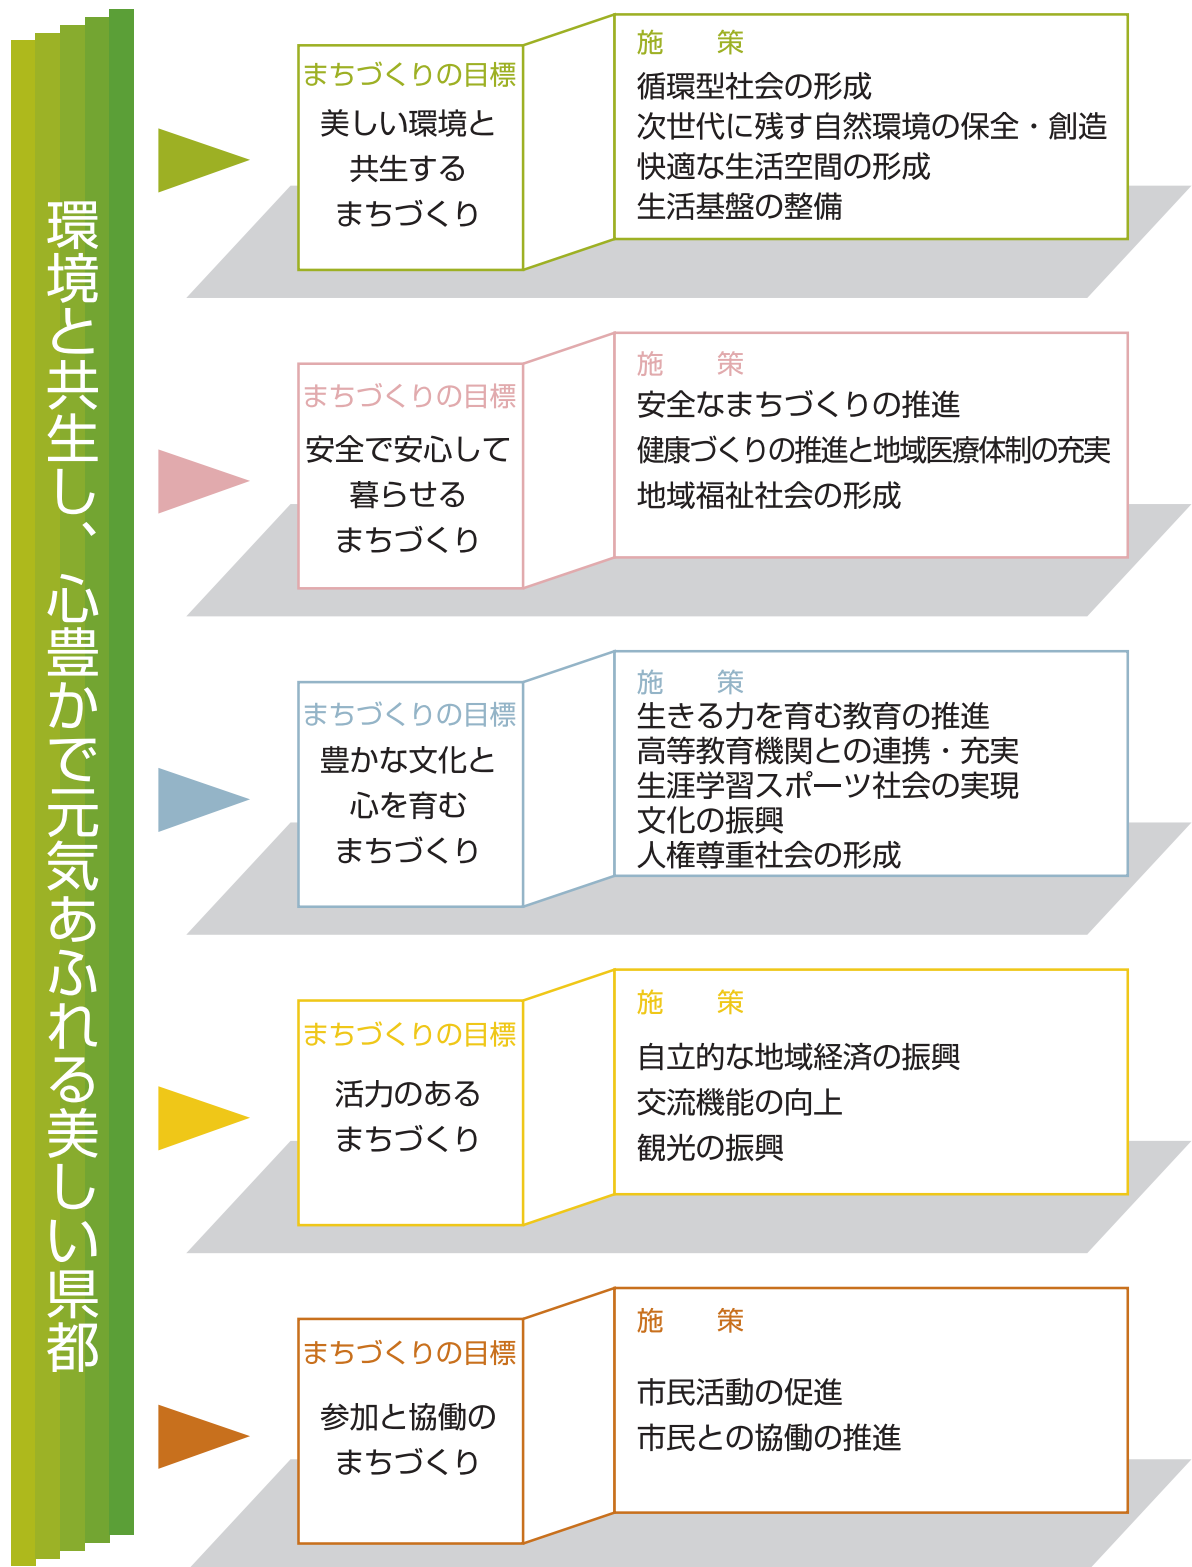 環境と共生し、心豊かで元気あふれる美しい県都
まちづくりの目標
美しい環境と
共生する
まちづくり
施　　策
循環型社会の形成
次世代に残す自然環境の保全・創造
快適な生活空間の形成
生活基盤の整備
まちづくりの目標
安全で安心して
暮らせる
まちづくり
施　　策
安全なまちづくりの推進
健康づくりの推進と地域医療体制の充実
地域福祉社会の形成
まちづくりの目標
豊かな文化と
心を育む
まちづくり
施　　策
生きる力を育む教育の推進
高等教育機関との連携・充実
生涯学習スポーツ社会の実現
文化の振興
人権尊重社会の形成
まちづくりの目標
活力のある
まちづくり
施　　策
自立的な地域経済の振興
交流機能の向上
観光の振興
まちづくりの目標
参加と協働の
まちづくり
施　　策
市民活動の促進
市民との協働の推進